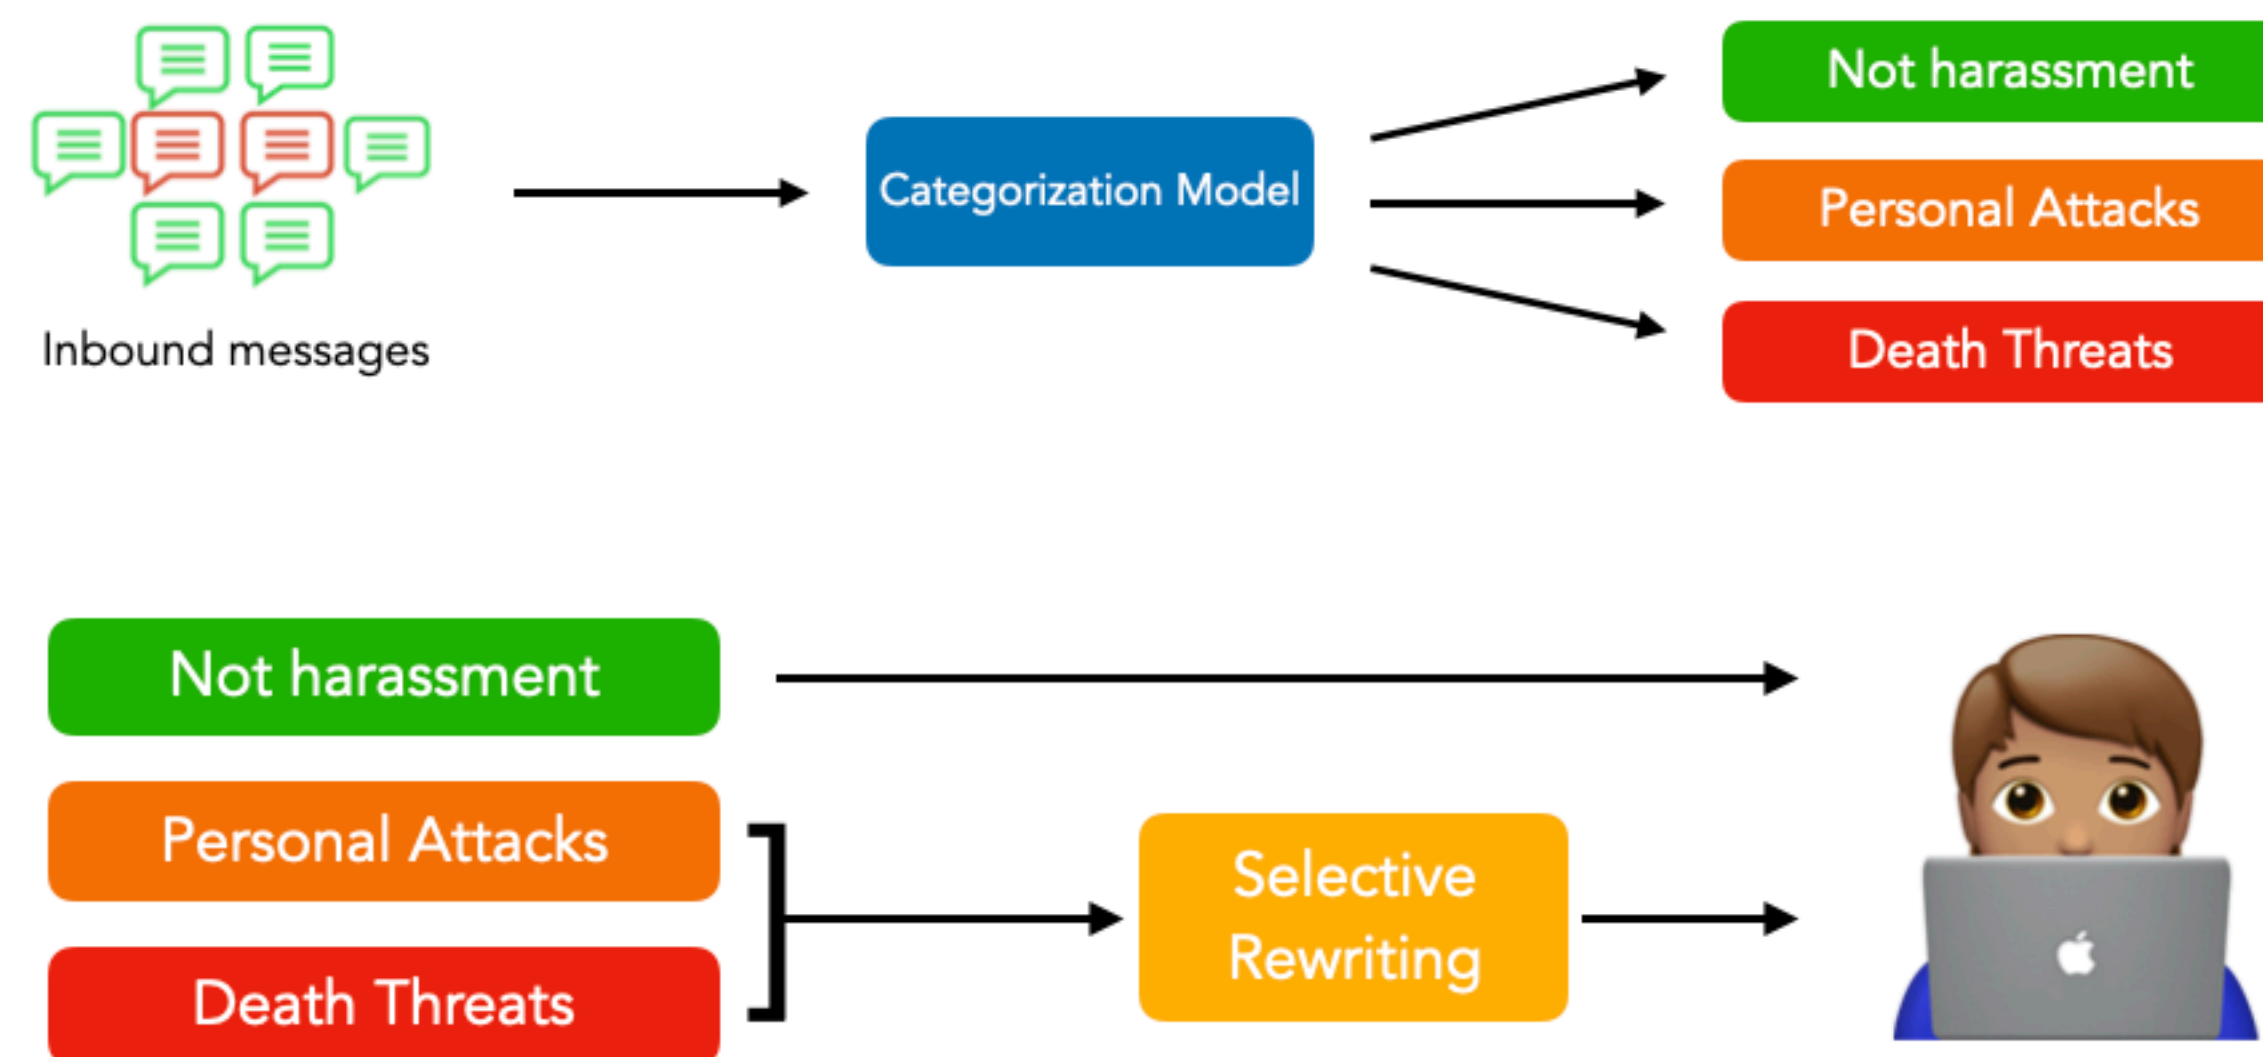 Inbound messages
Categorization Model
Not harassment
Personal Attacks
Death Threats
Not harassment
Personal Attacks
Death Threats
Selective
Rewriting